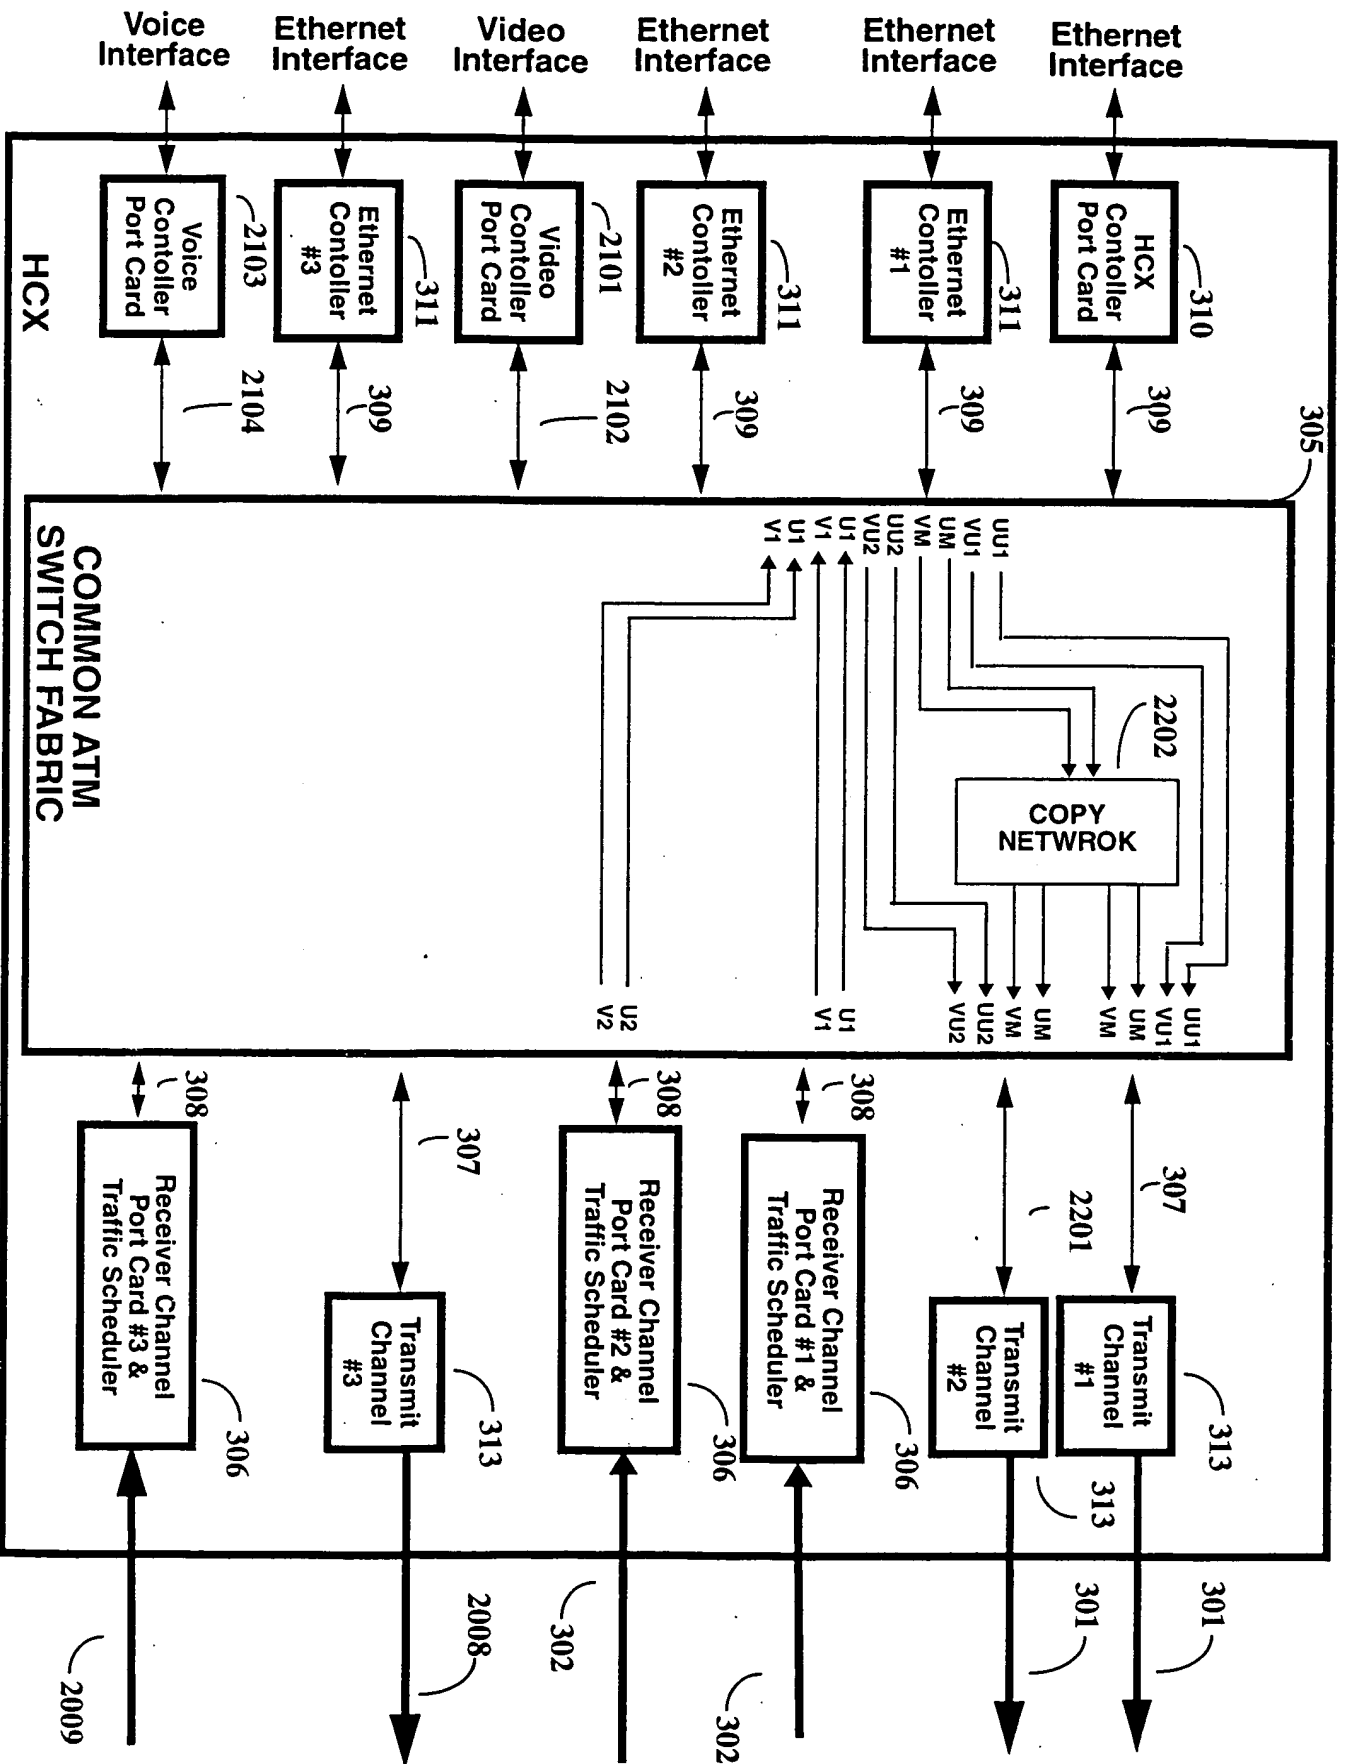 Voice
Interface
Ethernet
Interface
Video
Interface
Ethernet
Interface
Ethernet
Interface
Ethernet
Interface
HCX
Contoller
Port Card
310
309
Ethernet
Contoller
#1
311
309
Ethernet
Contoller
#2
311
309
Video
Contoller
Port Card
2101
2102
Ethernet
Contoller
#3
311
309
Voice
Contoller
Port Card
2103
2104
HCX
305
UU1
VU1
UM
VM
UU2
VU2
U1
V1
U1
V1
2202
COPY
NETWROK
UU1
VU1
UM
VM
UM
VM
UU2
VU2
U1
V1
U2
V2
COMMON ATM
SWITCH FABRIC
307
2201
308
308
307
308
Transmit
Channel
#1
313
Transmit
Channel
#2
313
Receiver Channel
Port Card #1 &
Traffic Scheduler
306
Receiver Channel
Port Card #2 &
Traffic Scheduler
306
Transmit
Channel
#3
313
Receiver Channel
Port Card #3 &
Traffic Scheduler
306
301
301
302
302
2008
2009